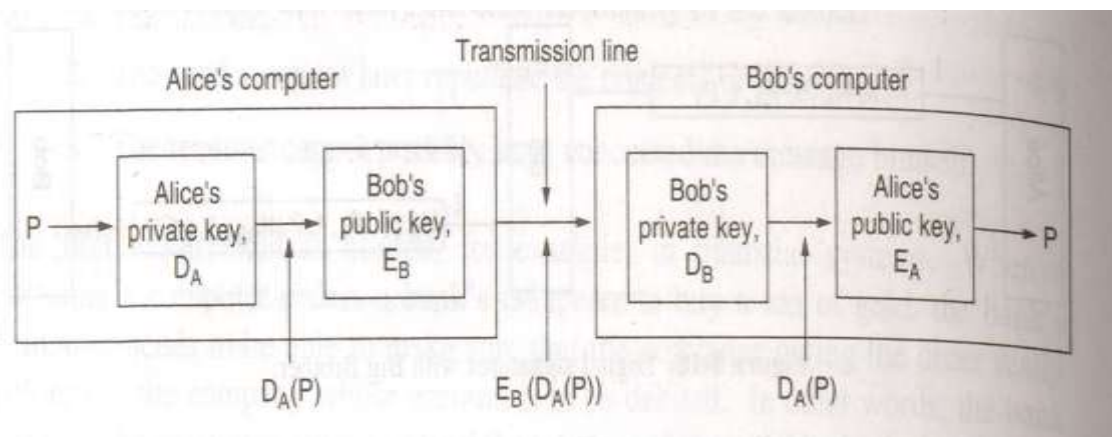 Transmission line
Alice's computer
Bob's computer
P
Alice's
private key,
D_A
Bob's
public key,
E_B
Bob's
private key,
D_B
Alice's
public key,
E_A
P
D_A(P)
E_B(D_A(P))
D_A(P)